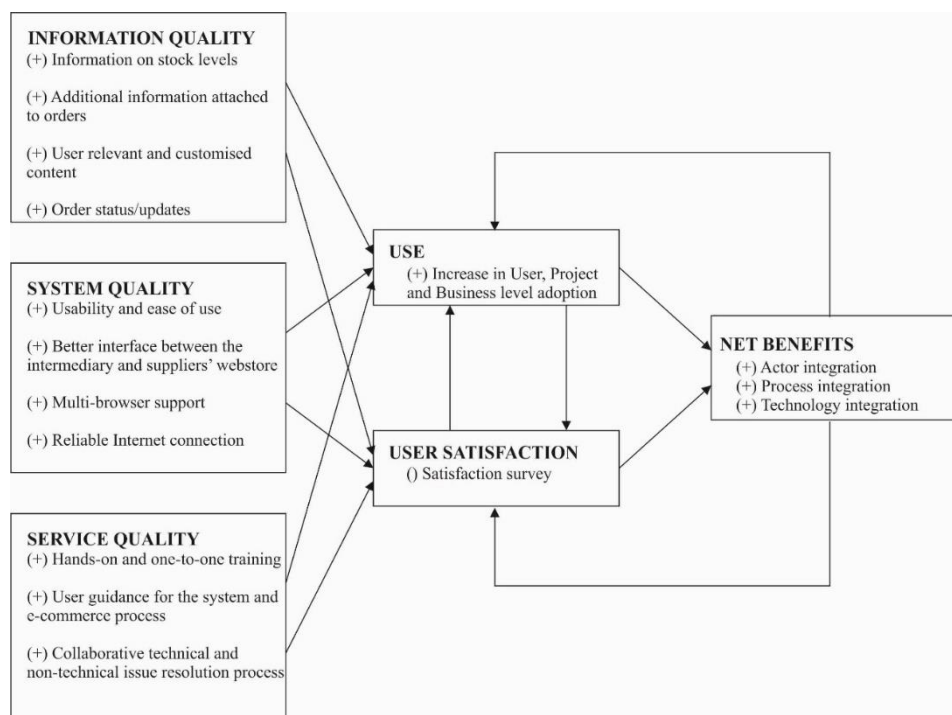 INFORMATION QUALITY
(+) Information on stock levels
(+) Additional information attached
to orders
(+) User relevant and customised
content
(+) Order status/updates
SYSTEM QUALITY
(+) Usability and ease of use
(+) Better interface between the
intermediary and suppliers' webstore
(+) Multi-browser support
(+) Reliable Internet connection
SERVICE QUALITY
(+) Hands-on and one-to-one training
(+) User guidance for the system and
e-commerce process
(+) Collaborative technical and
non-technical issue resolution process
USE
(+) Increase in User, Project
and Business level adoption
USER SATISFACTION
() Satisfaction survey
NET BENEFITS
(+) Actor integration
(+) Process integration
(+) Technology integration